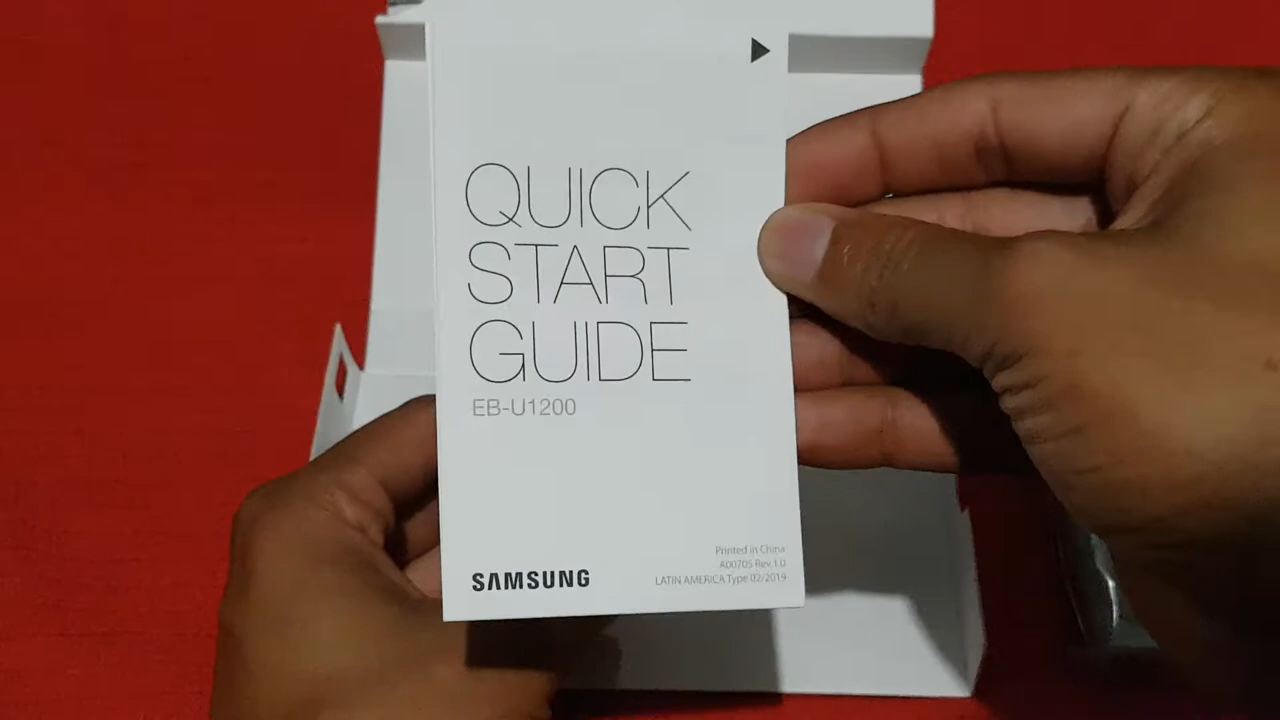 QUICK
START
GUIDE
EB-U1200
SAMSUNG
Printed in China
A00705 Rev 1.0
LATIN AMERICA Type 02/2019